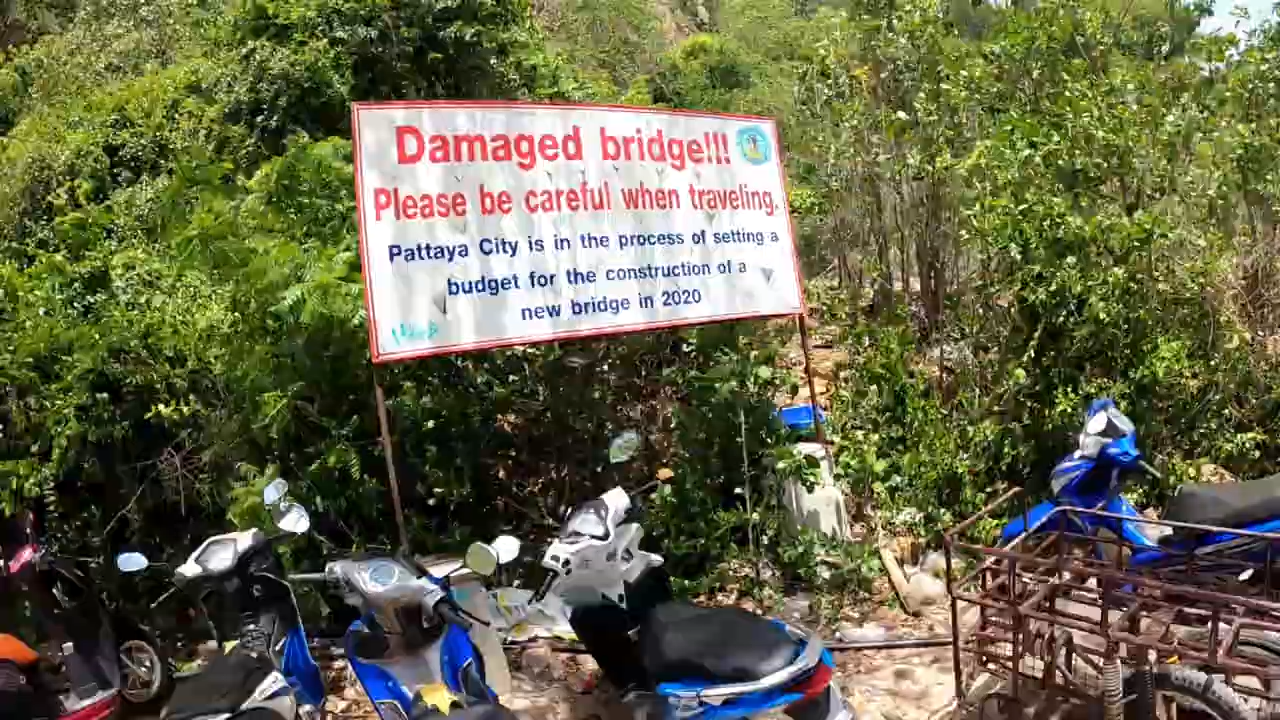 Damaged bridge!!!
Please be careful when traveling.
Pattaya City is in the process of setting a
budget for the construction of a
new bridge in 2020